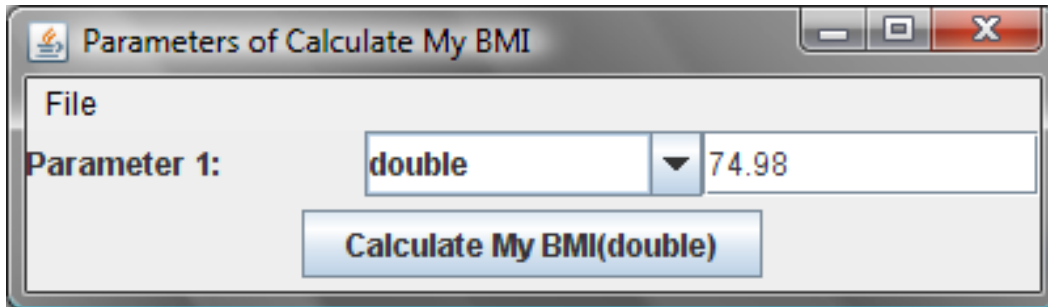 Parameters of Calculate My BMI
File
Parameter 1: double 74.98
Calculate My BMI(double)